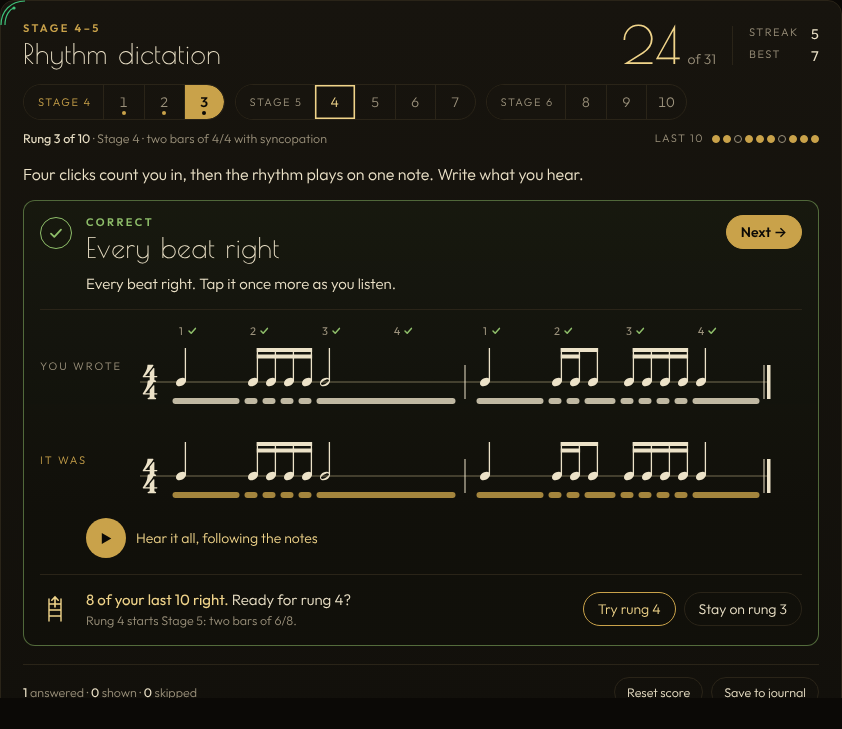 STAGE 4–5
Rhythm dictation
24 of 31
STREAK 5
BEST 7
STAGE 4 1 2 3 STAGE 5 4 5 6 7 STAGE 6 8 9 10
Rung 3 of 10 · Stage 4 · two bars of 4/4 with syncopation
LAST 10
Four clicks count you in, then the rhythm plays on one note. Write what you hear.
CORRECT
Every beat right
Next →
Every beat right. Tap it once more as you listen.
1 ✓ 2 ✓ 3 ✓ 4 ✓ 1 ✓ 2 ✓ 3 ✓ 4 ✓
YOU WROTE
4
4
IT WAS
4
4
Hear it all, following the notes
8 of your last 10 right. Ready for rung 4?
Rung 4 starts Stage 5: two bars of 6/8.
Try rung 4
Stay on rung 3
1 answered · 0 shown · 0 skipped
Reset score
Save to journal